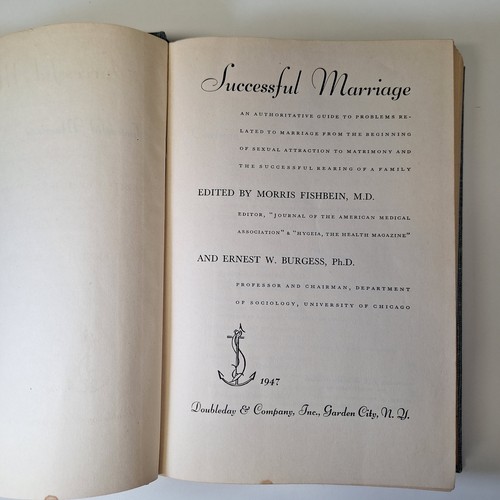 Successful Marriage
AN AUTHORITATIVE GUIDE TO PROBLEMS RE-
LATED TO MARRIAGE FROM THE BEGINNING
OF SEXUAL ATTRACTION TO MATRIMONY AND
THE SUCCESSFUL REARING OF A FAMILY
EDITED BY MORRIS FISHBEIN, M.D.
EDITOR, "JOURNAL OF THE AMERICAN MEDICAL
ASSOCIATION" & "HYGEIA, THE HEALTH MAGAZINE"
AND ERNEST W. BURGESS, Ph.D.
PROFESSOR AND CHAIRMAN, DEPARTMENT
OF SOCIOLOGY, UNIVERSITY OF CHICAGO
1947
Doubleday & Company, Inc., Garden City, N. Y.